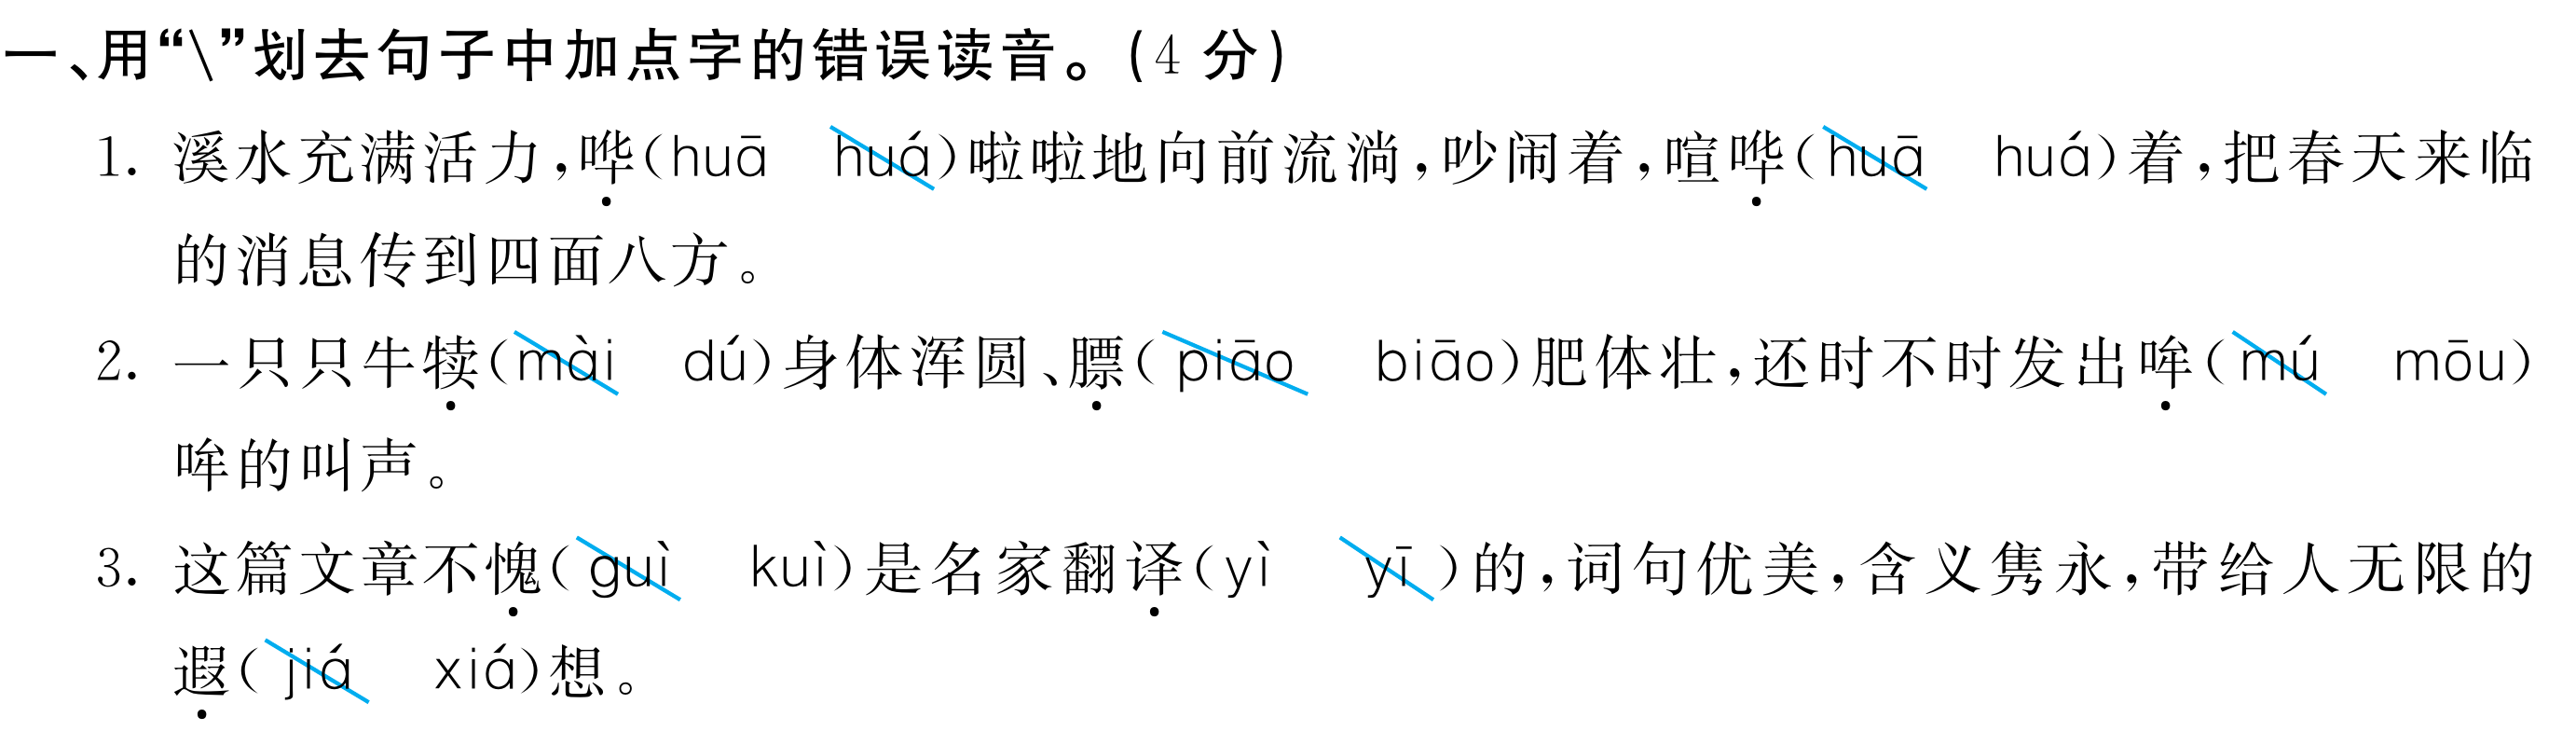 一、用“\”划去句子中加点字的错误读音。(4 分)
1. 溪水充满活力,哗(huā huá)啦啦地向前流淌,吵闹着,喧哗(huā huá)着,把春天来临
的消息传到四面八方。
2. 一只只牛犊(mài dú)身体浑圆、膘(piāo biāo)肥体壮,还时不时发出哞(mú mōu)
哞的叫声。
3. 这篇文章不愧(guì kuì)是名家翻译(yì yī)的,词句优美,含义隽永,带给人无限的
遐(jiá xiá)想。